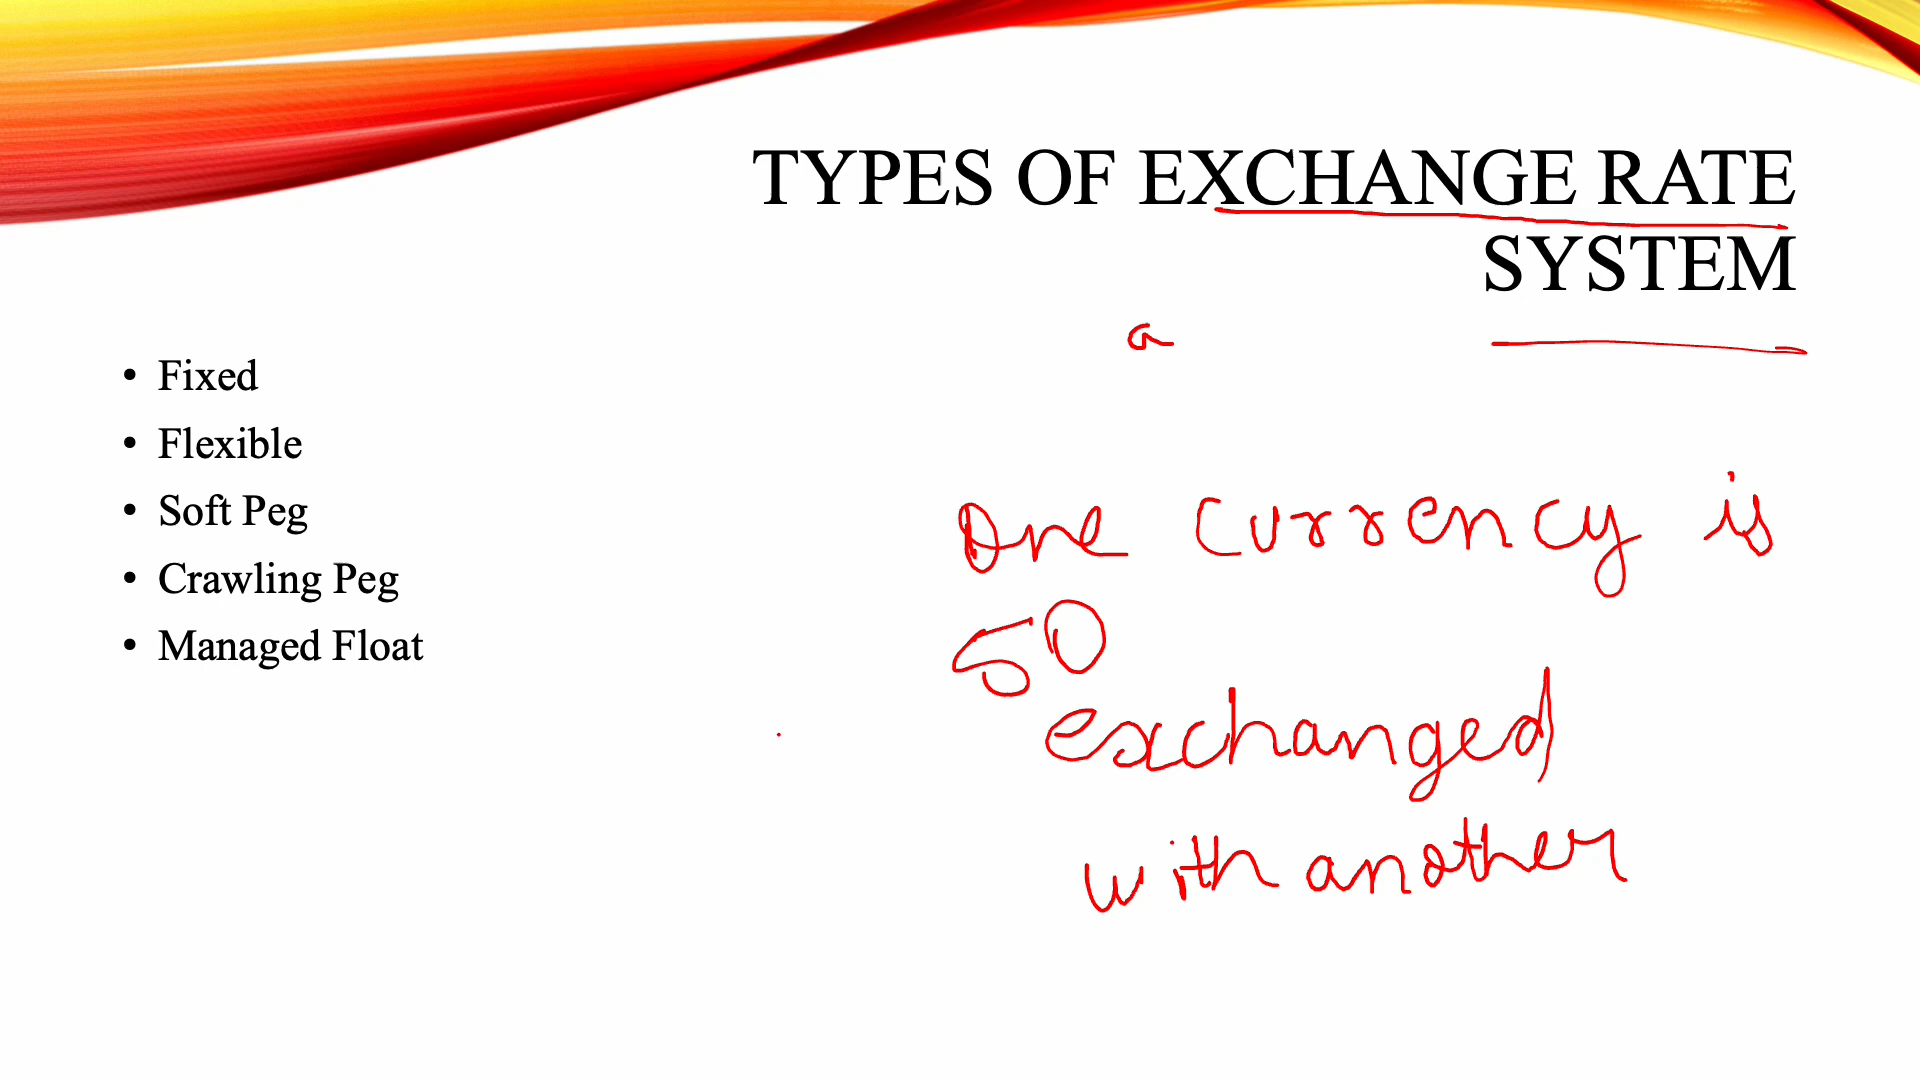 TYPES OF EXCHANGE RATE
SYSTEM
a
• Fixed
• Flexible
• Soft Peg
• Crawling Peg
• Managed Float
One currency is
50
exchanged
with another